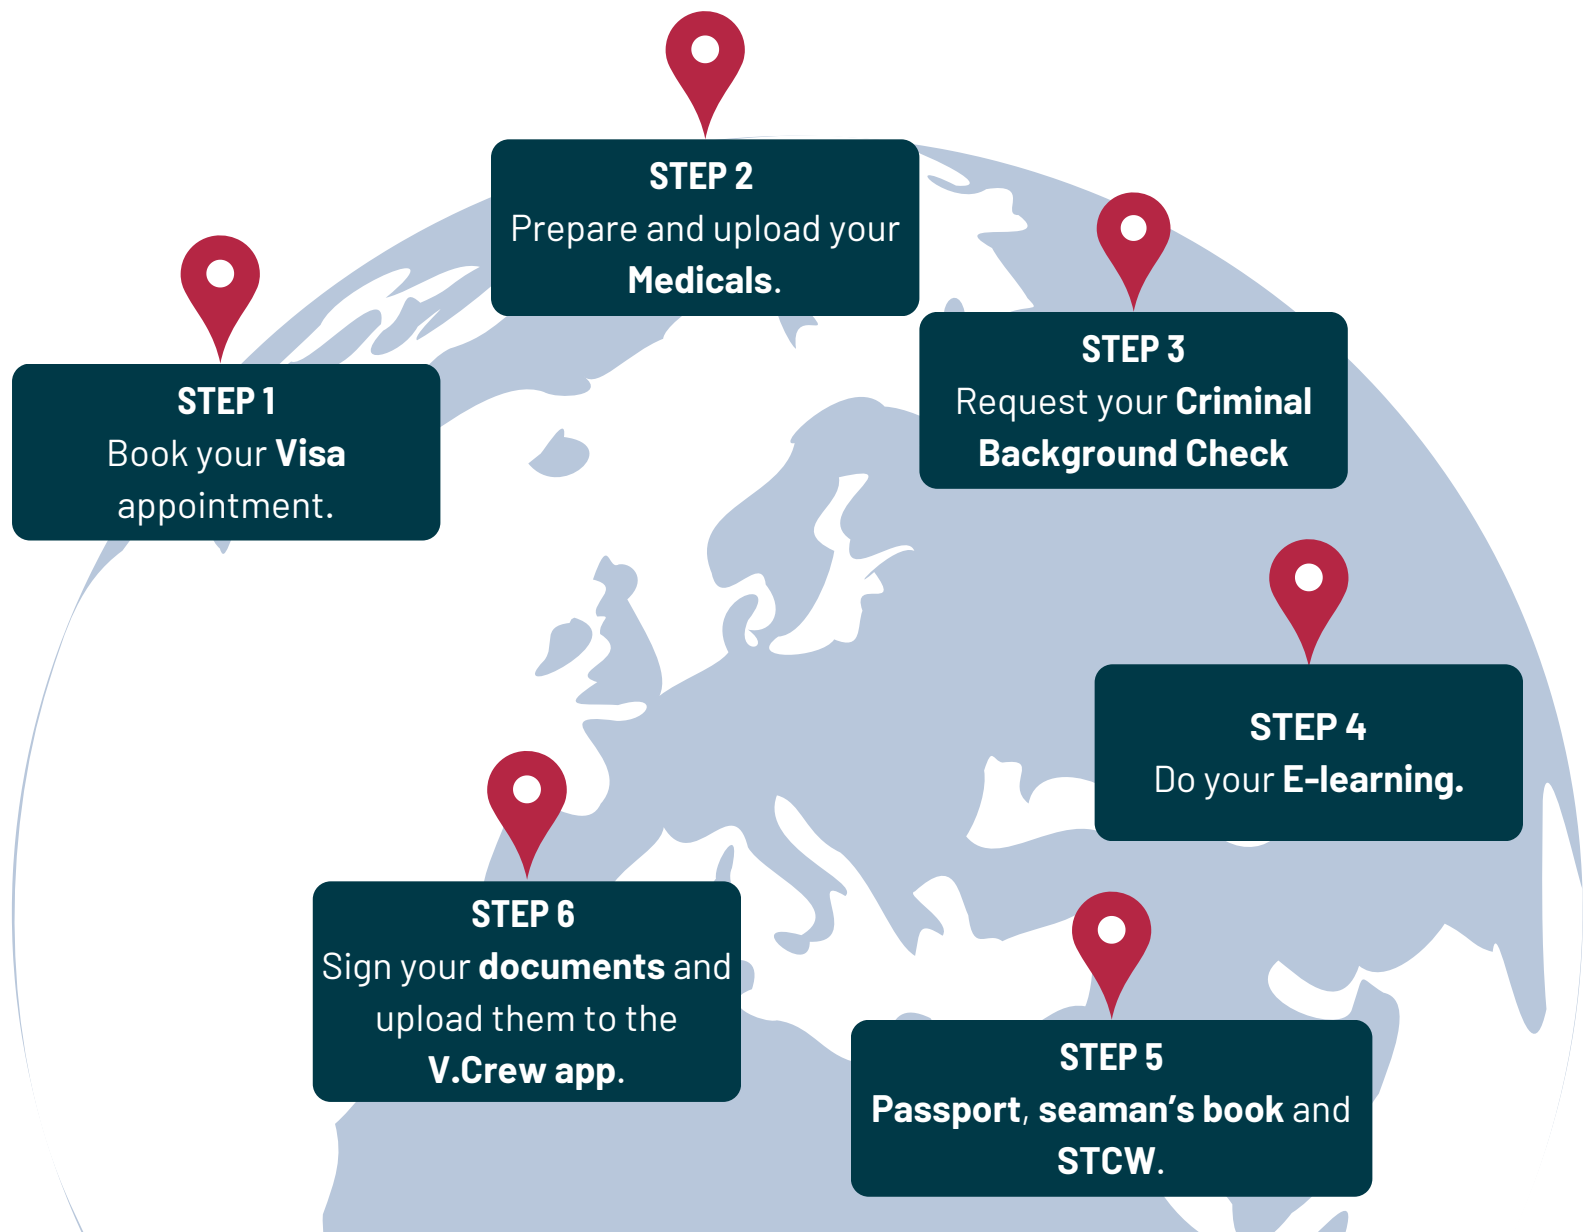 STEP 1
Book your Visa
appointment.
STEP 2
Prepare and upload your
Medicals.
STEP 3
Request your Criminal
Background Check
STEP 4
Do your E-learning.
STEP 5
Passport, seaman’s book and
STCW.
STEP 6
Sign your documents and
upload them to the
V.Crew app.